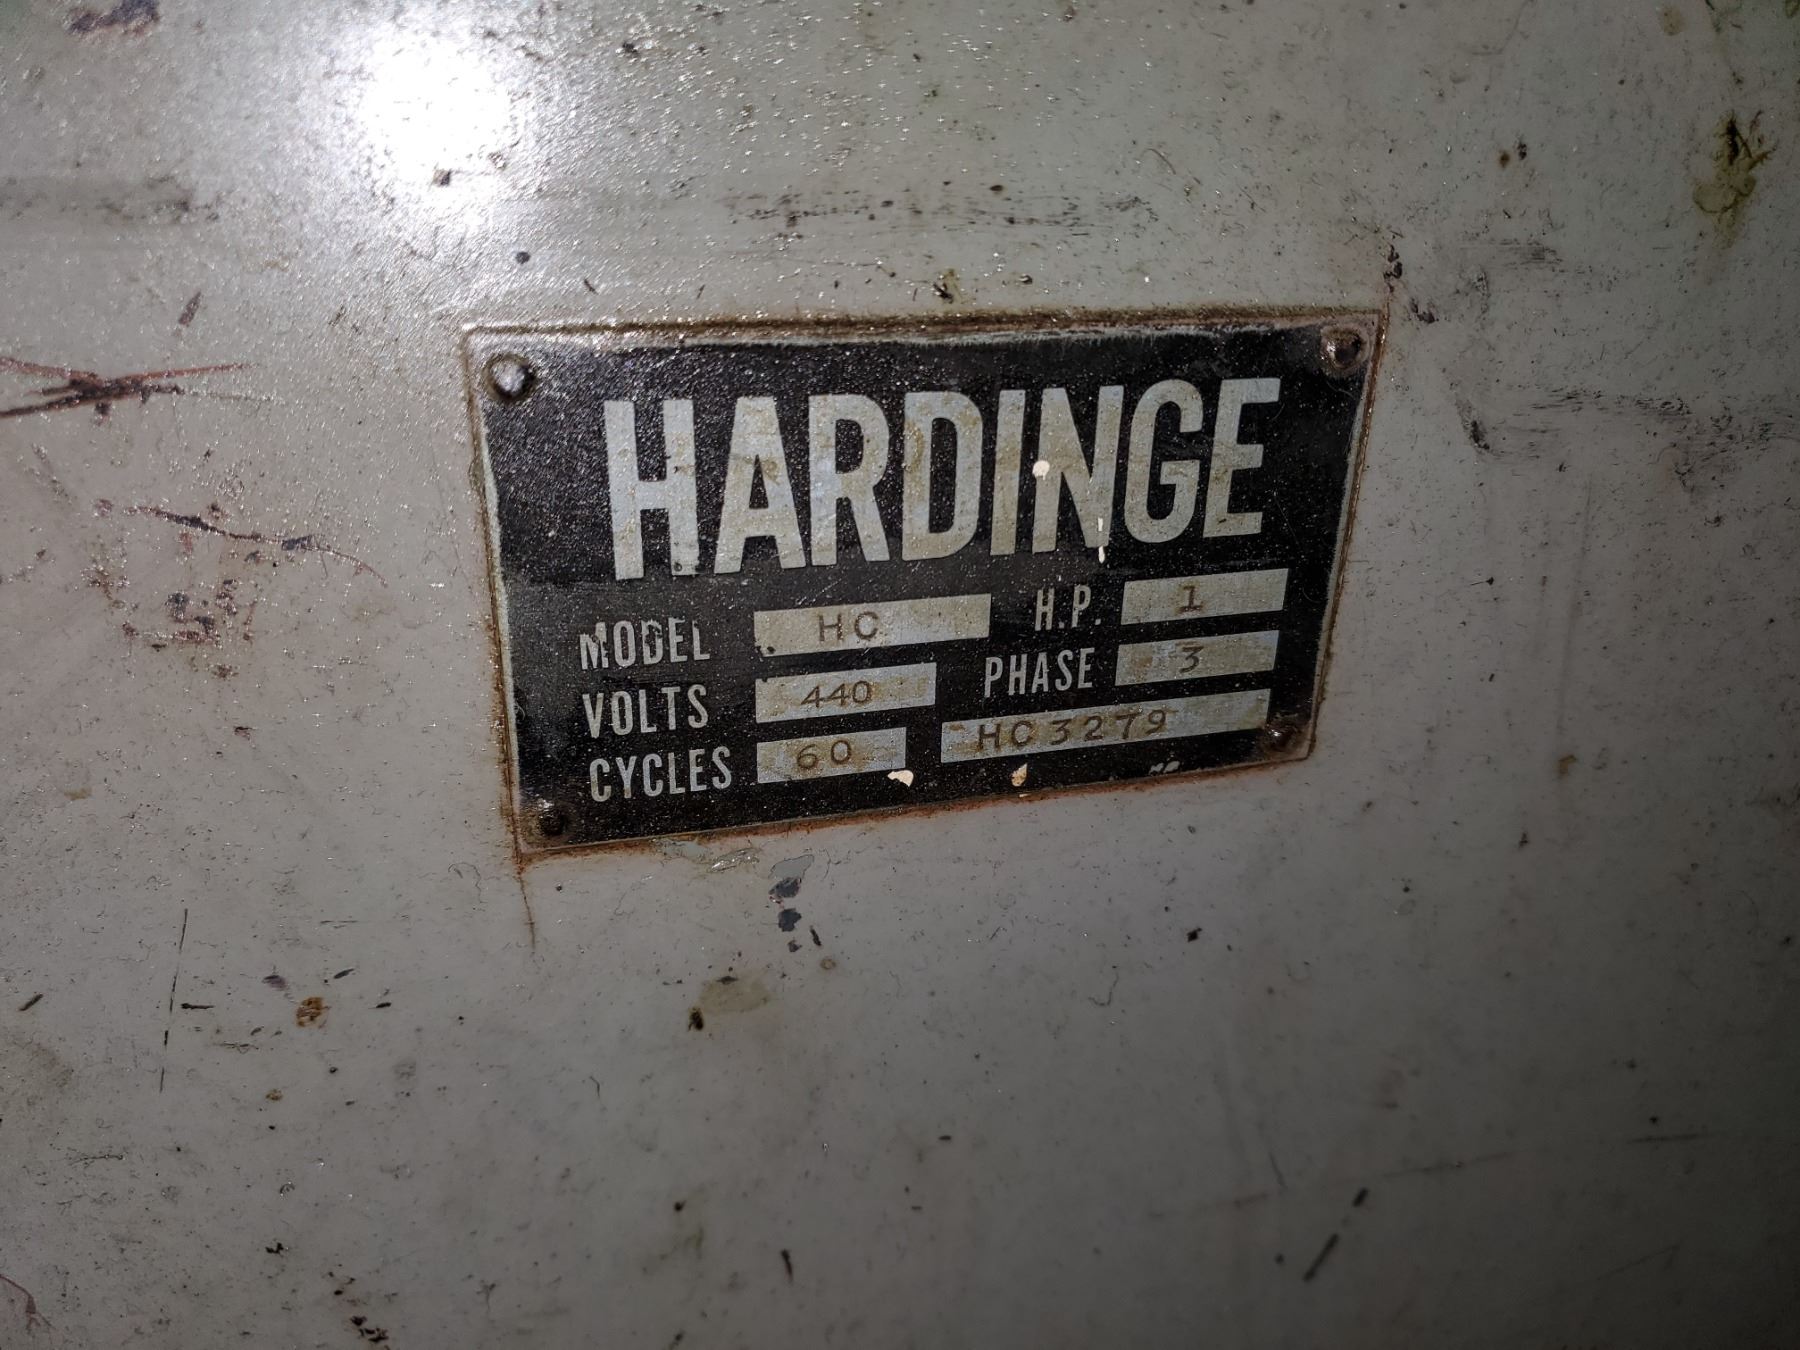 HARDINGE
MODEL HC H.P. 1
VOLTS 440 PHASE 3
CYCLES 60 HC3279